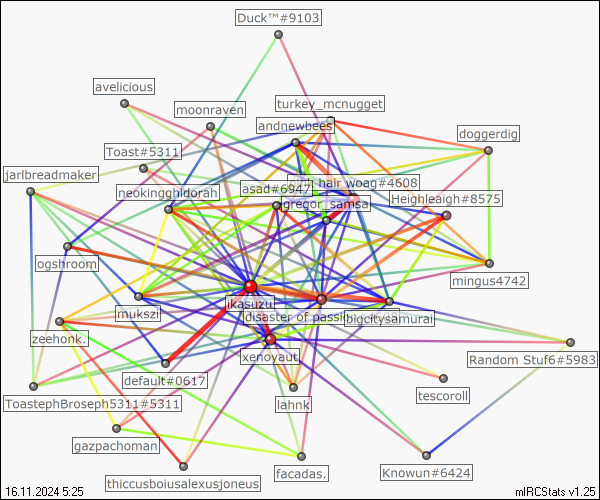 Duck™#9103
avelicious
moonraven
turkey_mcnugget
andnewbees
doggerdig
Toast#5311
jarlbreadmaker
neokingghidorah
asad#6947
hair woag#4608
Heighleaigh#8575
gregor_samsa
ogshroom
mingus4742
jkasuzu
mukszi
disaster of passi
bigcitysamurai
zeehonk.
xenoyaut
Random Stuf6#5983
default#0617
tescoroll
ToastephBroseph5311#5311
lahnk
gazpachoman
facadas.
Knowun#6424
thiccusboiusalexusjoneus
16.11.2024 5:25
mIRCStats v1.25